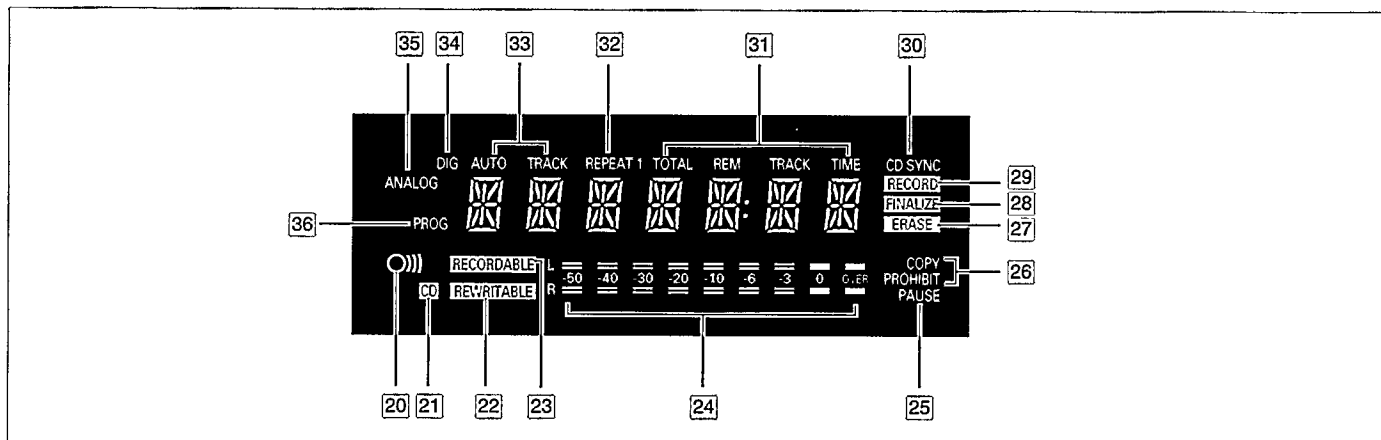 35 34 33 32 31 30
DIG AUTO TRACK REPEAT 1 TOTAL REM TRACK TIME CD SYNC
ANALOG RECORD 29
FINALIZE 28
36 PROG ERASE 27
RECORDABLE L COPY
-50 -40 -30 -20 -10 -6 -3 0 OVER PROHIBIT 26
CD REWRITABLE R PAUSE
20 21 22 23 24 25